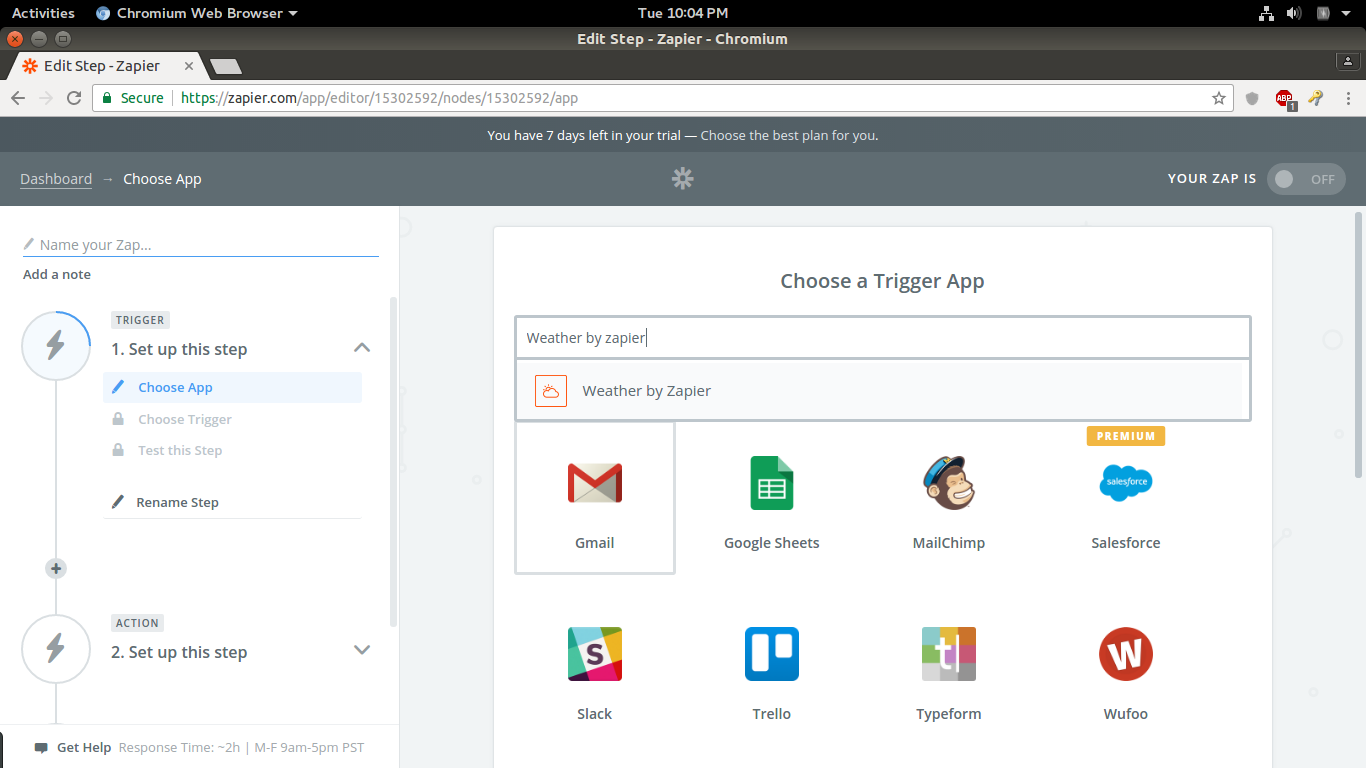 Activities Chromium Web Browser Tue 10:04 PM
Edit Step - Zapier - Chromium
Edit Step - Zapier
Secure https://zapier.com/app/editor/15302592/nodes/15302592/app
ABP 1
You have 7 days left in your trial — Choose the best plan for you.
Dashboard → Choose App YOUR ZAP IS OFF
Name your Zap...
Add a note
TRIGGER
1. Set up this step
Choose App
Choose Trigger
Test this Step
Rename Step
ACTION
2. Set up this step
Get Help Response Time: ~2h | M-F 9am-5pm PST
Choose a Trigger App
Weather by zapier
Weather by Zapier
PREMIUM
salesforce
Gmail Google Sheets MailChimp Salesforce
S tf W
Slack Trello Typeform Wufoo